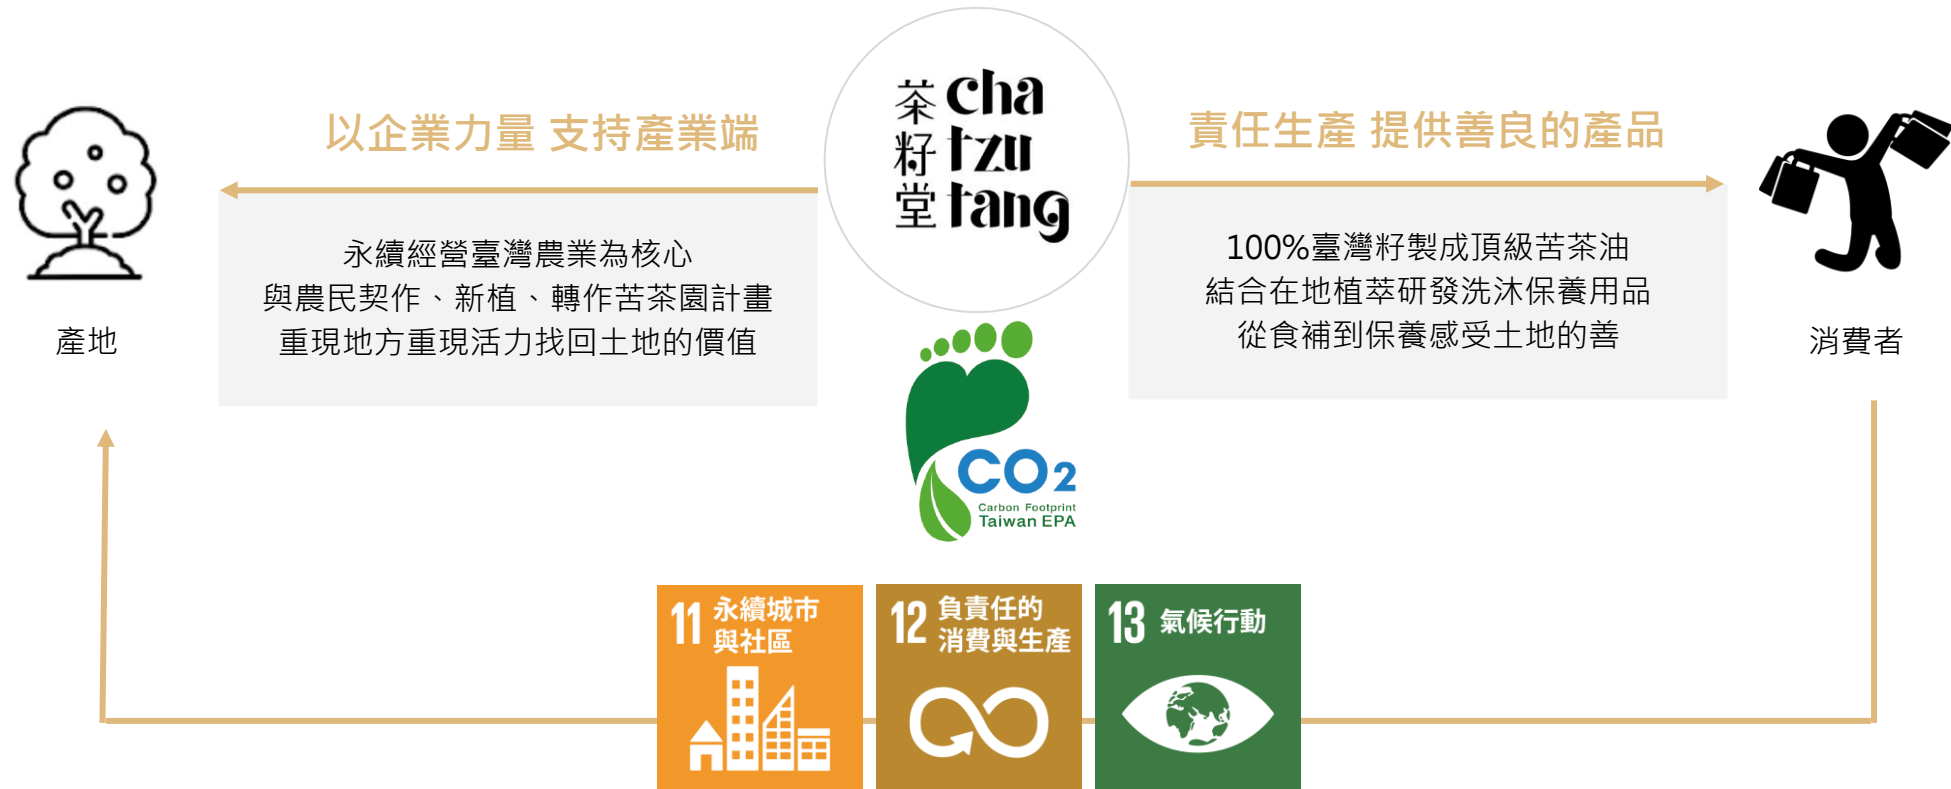 茶籽堂
cha
tzu
tang
以企業力量 支持產業端
責任生產 提供善良的產品
永續經營臺灣農業為核心
與農民契作、新植、轉作苦茶園計畫
重現地方重現活力找回土地的價值
100%臺灣籽製成頂級苦茶油
結合在地植萃研發洗沐保養用品
從食補到保養感受土地的善
產地
消費者
CO2
Carbon Footprint
Taiwan EPA
11 永續城市
與社區
12 負責任的
消費與生產
13 氣候行動